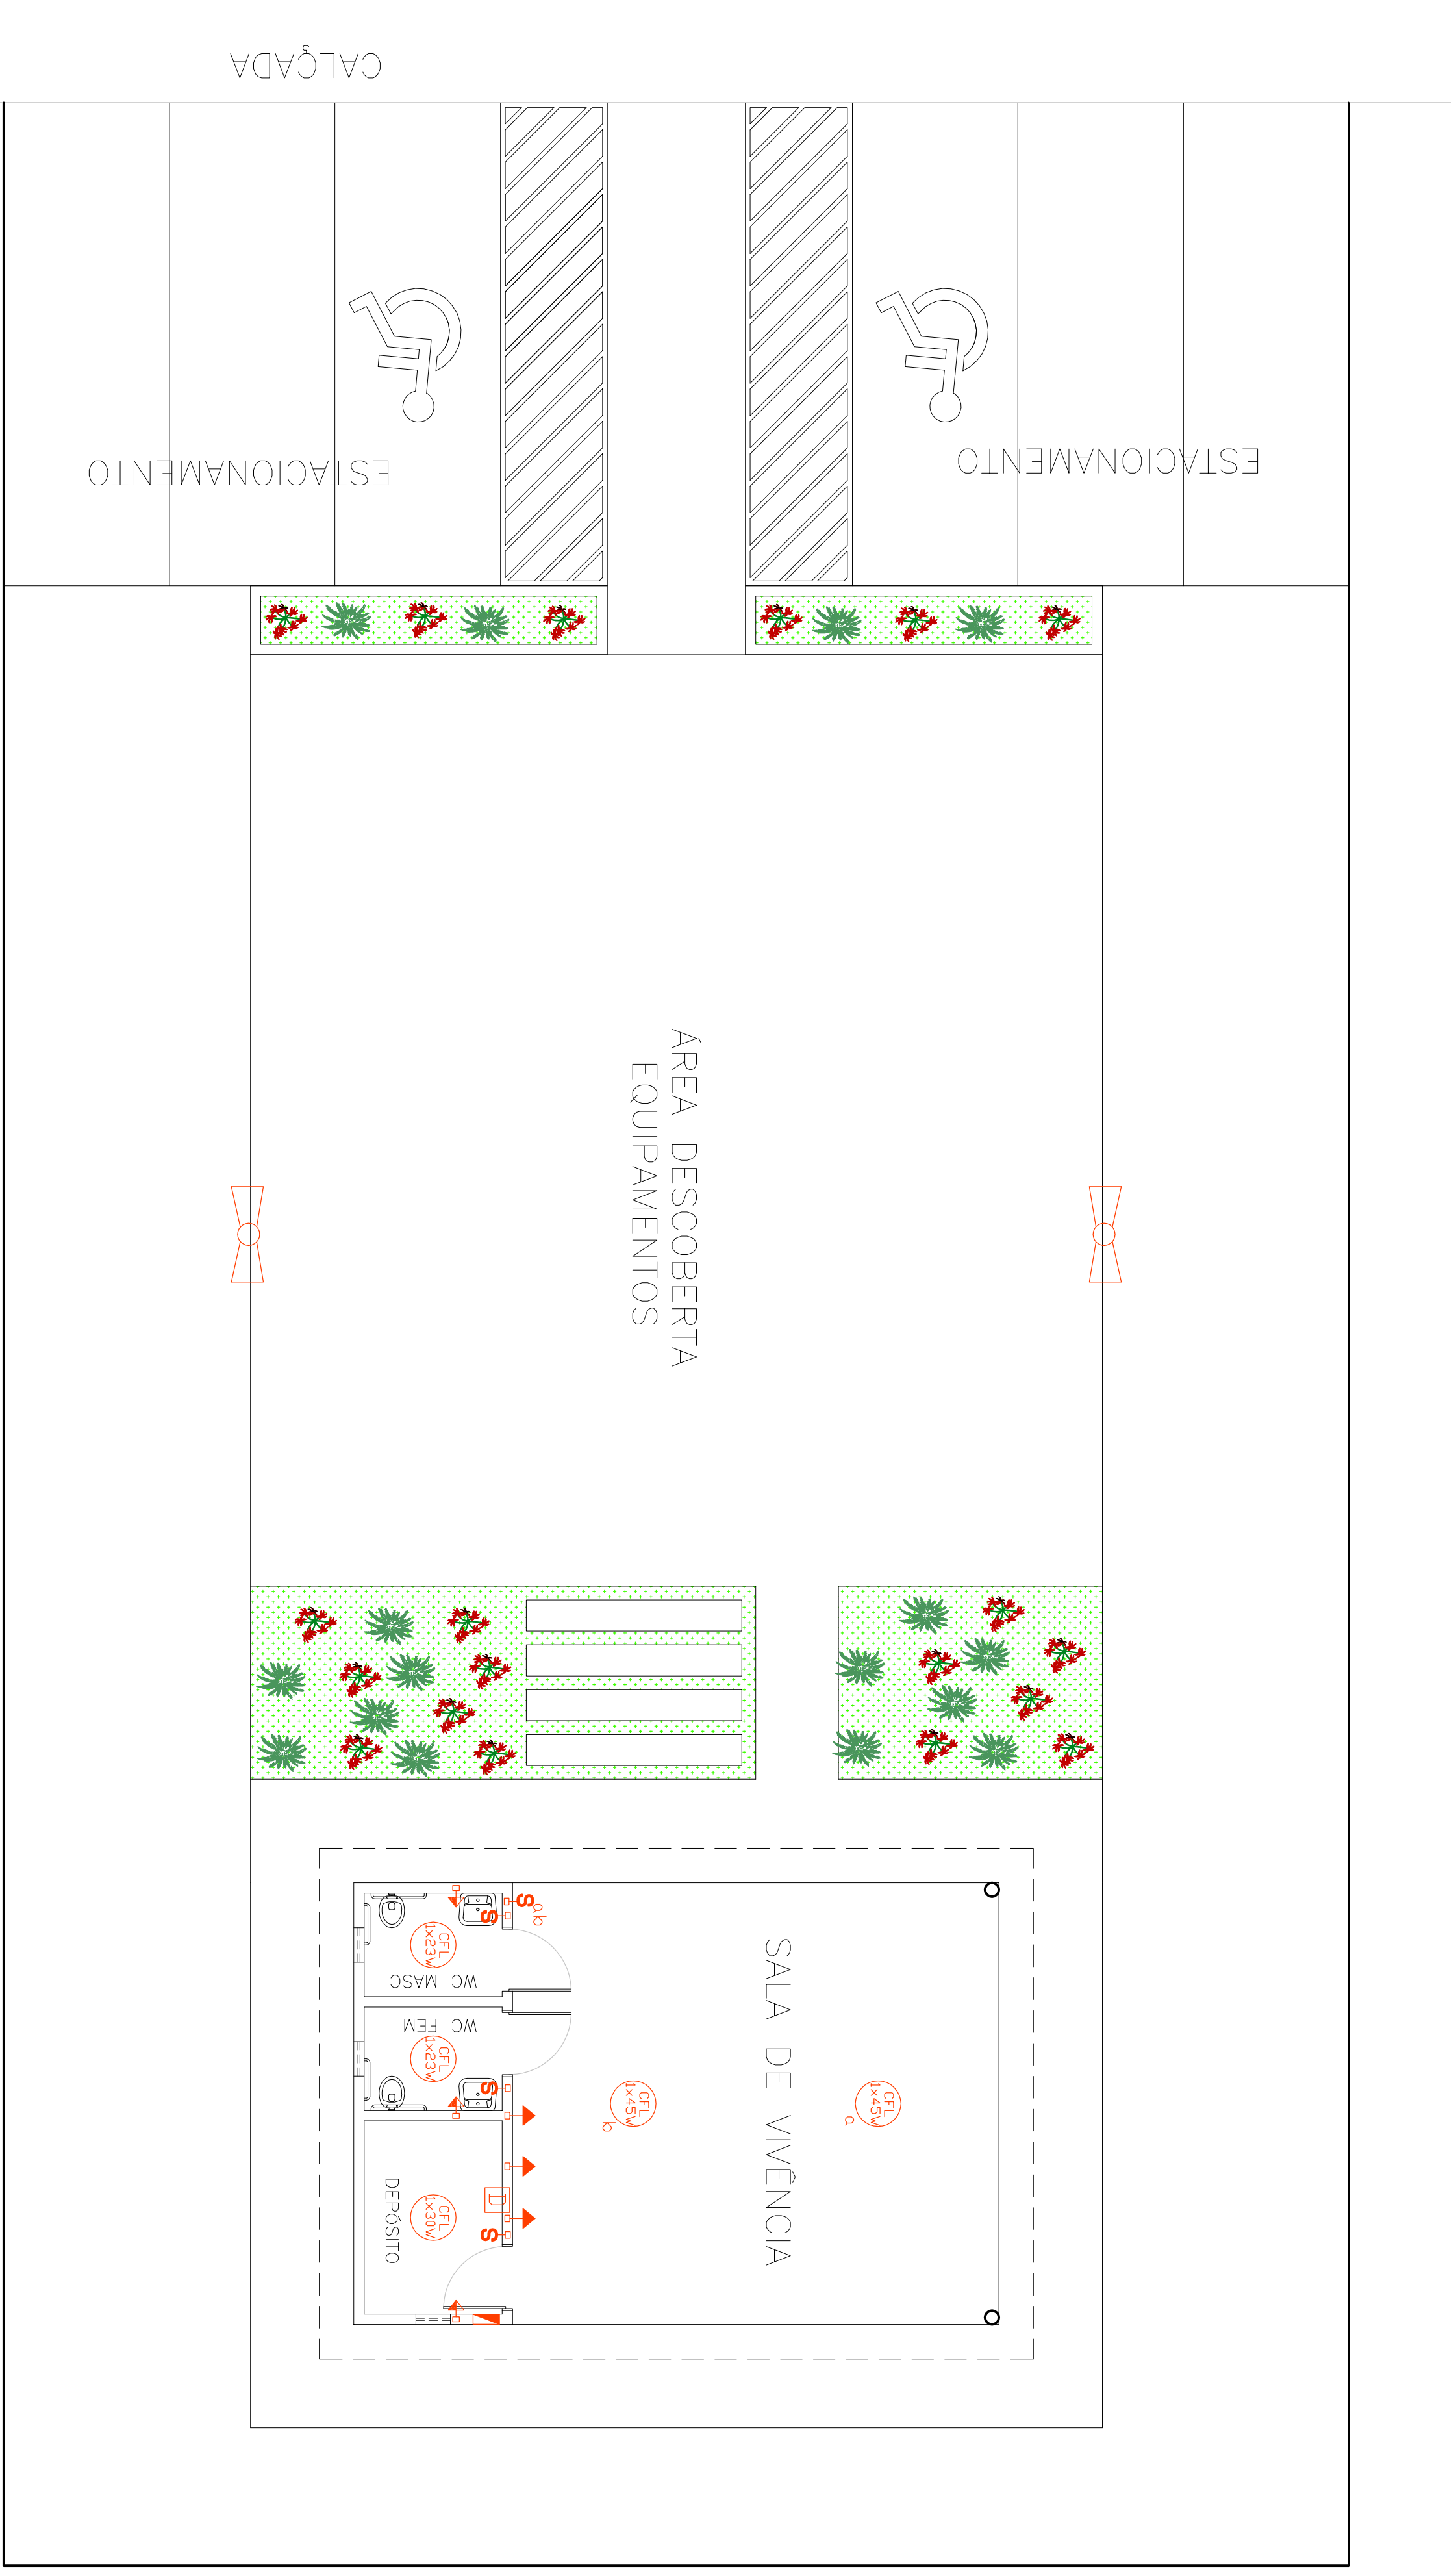 CALÇADA
ESTACIONAMENTO
ESTACIONAMENTO
ÁREA DESCOBERTA
EQUIPAMENTOS
S
ab
S
CFL
1x23W
WC MASC
WC FEM
CFL
1x23W
S
CFL
1x45W
b
CFL
1x45W
a
SALA DE VIVÊNCIA
D
S
CFL
1x30W
DEPÓSITO